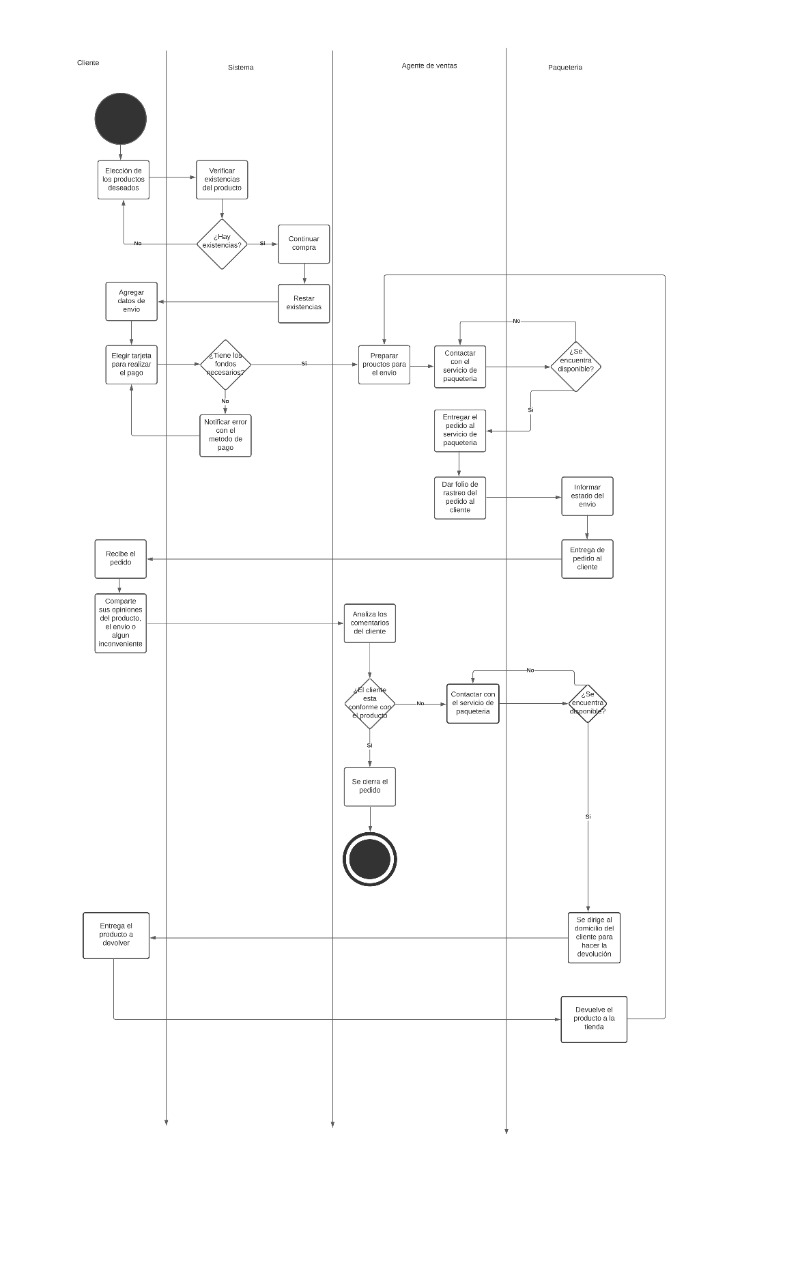 Cliente
Sistema
Agente de ventas
Paqueteria
Elección de
los productos
deseados
Verificar
existencias
del producto
¿Hay
existencias?
No
Si
Continuar
compra
Restar
existencias
Agregar
datos de
envio
Elegir tarjeta
para realizar
el pago
¿Tiene los
fondos
necesarios?
Si
No
Notificar error
con el
metodo de
pago
Preparar
prouctos para
el envio
Contactar
con el
servicio de
paqueteria
No
¿Se
encuentra
disponible?
Si
Entregar el
pedido al
servicio de
paqueteria
Dar folio de
rastreo del
pedido al
cliente
Informar
estado del
envio
Entrega de
pedido al
cliente
Recibe el
pedido
Comparte
sus opiniones
del producto,
el envio o
algun
inconveniente
Analiza los
comentarios
del cliente
¿El cliente
esta
conforme con
el producto
No
Si
Contactar con
el servicio de
paqueteria
No
¿Se
encuentra
disponible?
Si
Se cierra el
pedido
Se dirige al
domicilio del
cliente para
hacer la
devolución
Entrega el
producto a
devolver
Devuelve el
producto a la
tienda